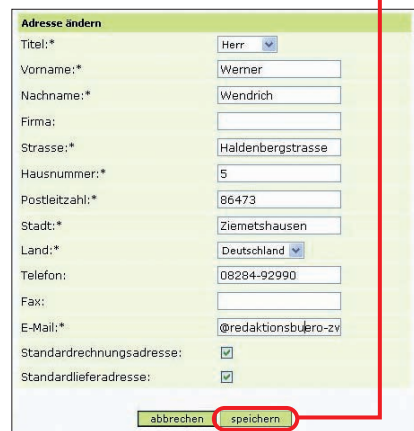 Adresse ändern
Titel:* Herr
Vorname:* Werner
Nachname:* Wendrich
Firma:
Strasse:* Haldenbergstrasse
Hausnummer:* 5
Postleitzahl:* 86473
Stadt:* Ziemetshausen
Land:* Deutschland
Telefon: 08284-92990
Fax:
E-Mail:* @redaktionsbuero-zw
Standardrechnungsadresse:
Standardlieferadresse:
abbrechen speichern